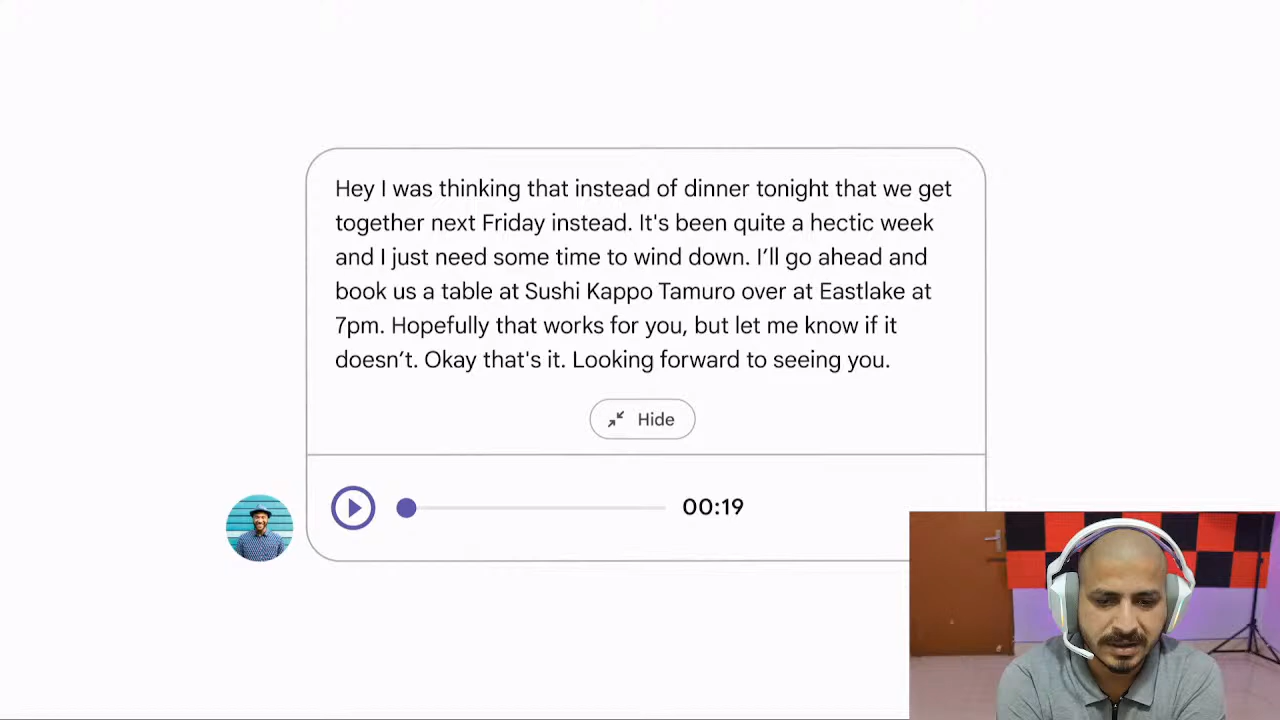 Hey I was thinking that instead of dinner tonight that we get
together next Friday instead. It's been quite a hectic week
and I just need some time to wind down. I’ll go ahead and
book us a table at Sushi Kappo Tamuro over at Eastlake at
7pm. Hopefully that works for you, but let me know if it
doesn’t. Okay that's it. Looking forward to seeing you.
Hide
00:19